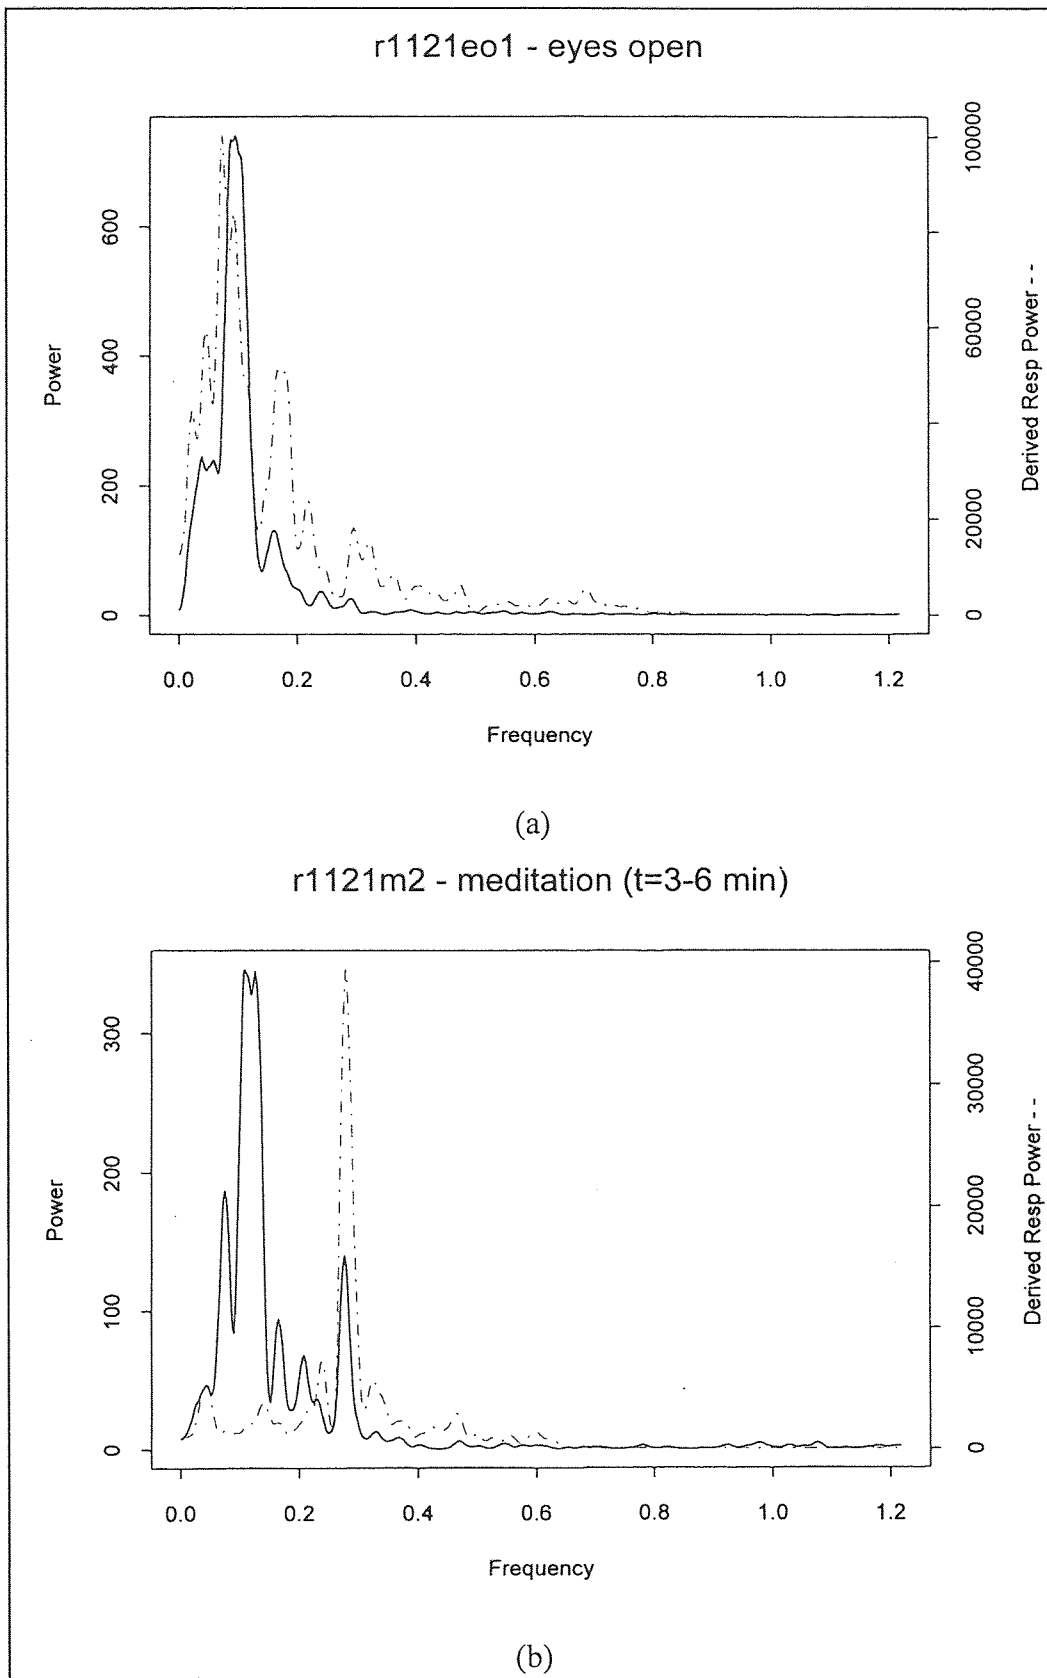 r1121eo1 - eyes open
Power
0
200
400
600
Derived Resp Power - -
0
20000
60000
100000
0.0 0.2 0.4 0.6 0.8 1.0 1.2
Frequency
(a)
r1121m2 - meditation (t=3-6 min)
Power
0
100
200
300
Derived Resp Power - -
0
10000
20000
30000
40000
0.0 0.2 0.4 0.6 0.8 1.0 1.2
Frequency
(b)